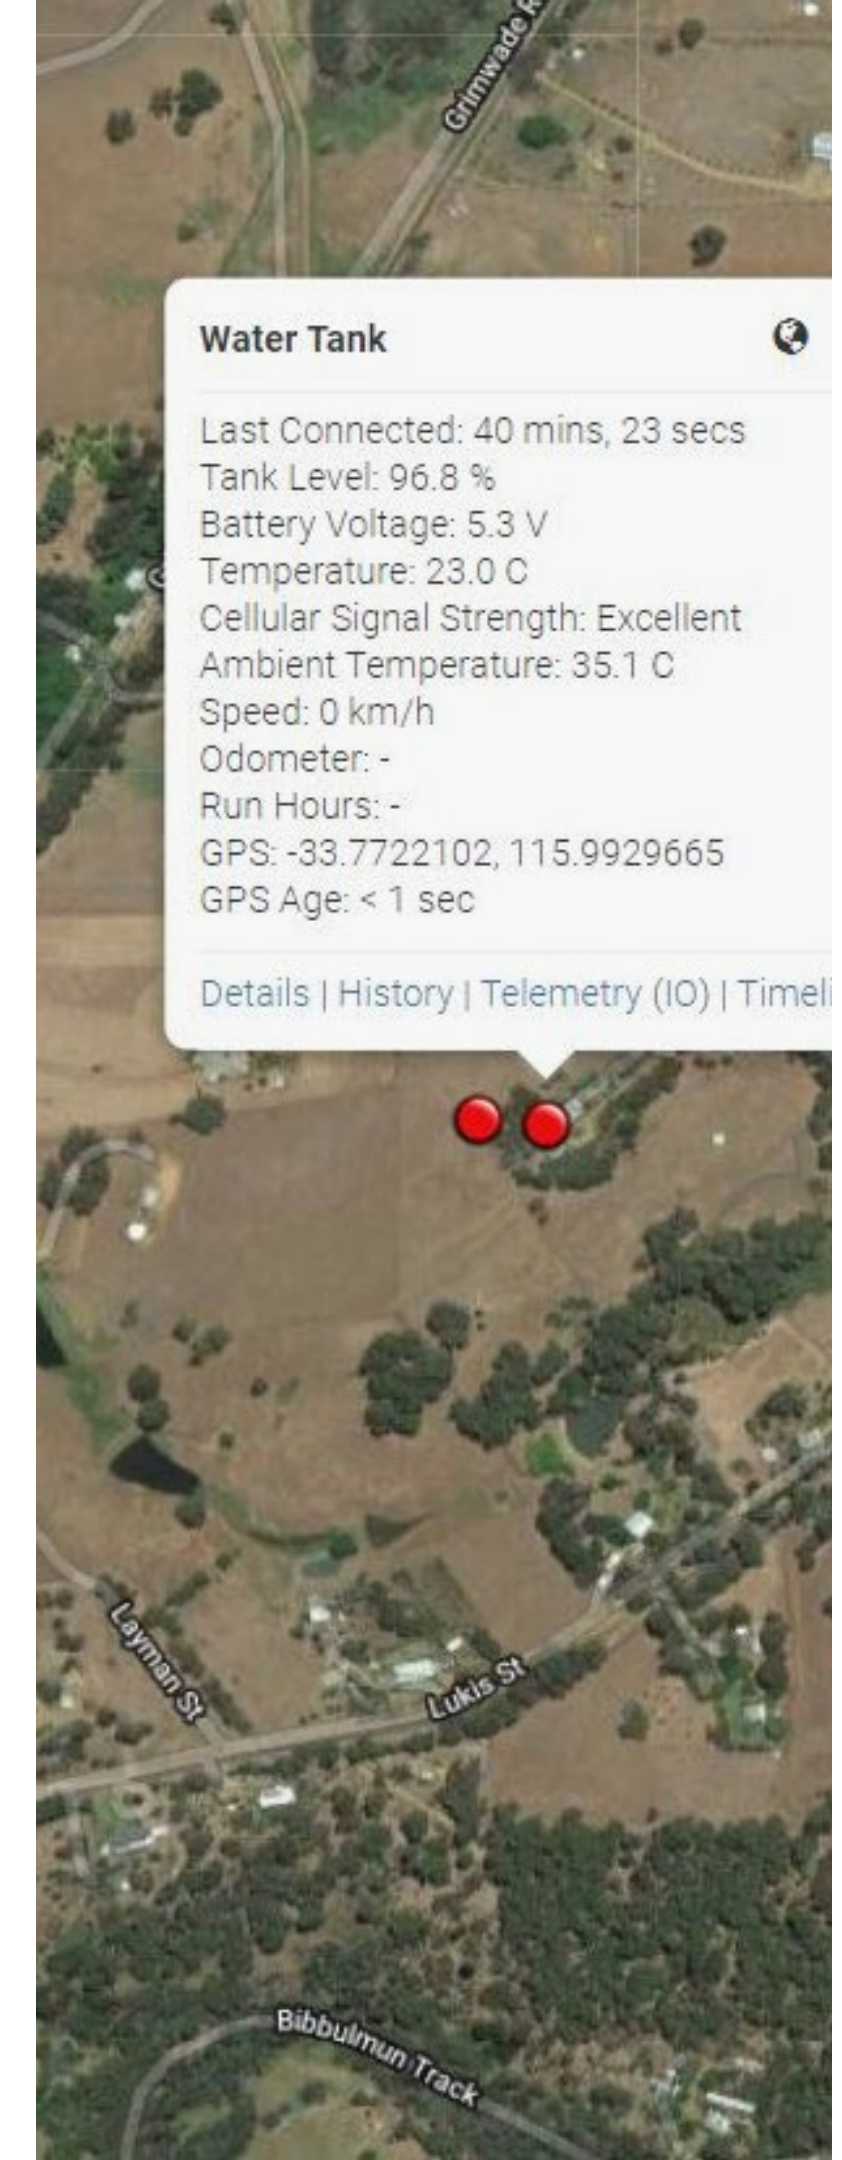 Grimwade R
Water Tank
Last Connected: 40 mins, 23 secs
Tank Level: 96.8 %
Battery Voltage: 5.3 V
Temperature: 23.0 C
Cellular Signal Strength: Excellent
Ambient Temperature: 35.1 C
Speed: 0 km/h
Odometer: -
Run Hours: -
GPS: -33.7722102, 115.9929665
GPS Age: < 1 sec
Details | History | Telemetry (IO) | Timeli
Layman St
Lukis St
Bibbulmun Track